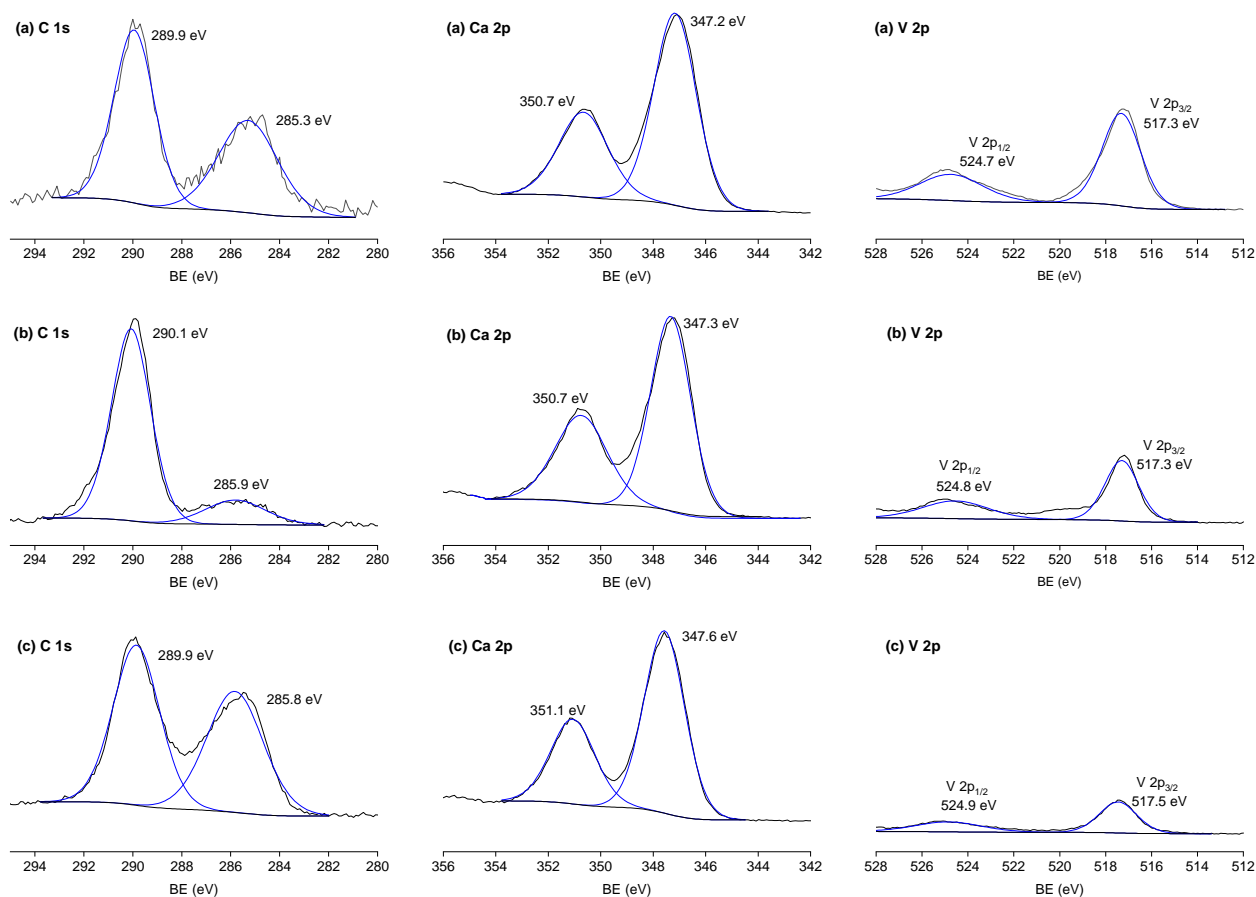 (a) C 1s
289.9 eV
285.3 eV
294 292 290 288 286 284 282 280
BE (eV)
(a) Ca 2p
347.2 eV
350.7 eV
356 354 352 350 348 346 344 342
BE (eV)
(a) V 2p
V 2p3/2
517.3 eV
V 2p1/2
524.7 eV
528 526 524 522 520 518 516 514 512
BE (eV)
(b) C 1s
290.1 eV
285.9 eV
294 292 290 288 286 284 282 280
BE (eV)
(b) Ca 2p
347.3 eV
350.7 eV
356 354 352 350 348 346 344 342
BE (eV)
(b) V 2p
V 2p3/2
517.3 eV
V 2p1/2
524.8 eV
528 526 524 522 520 518 516 514 512
BE (eV)
(c) C 1s
289.9 eV
285.8 eV
294 292 290 288 286 284 282 280
BE (eV)
(c) Ca 2p
347.6 eV
351.1 eV
356 354 352 350 348 346 344 342
BE (eV)
(c) V 2p
V 2p1/2
524.9 eV
V 2p3/2
517.5 eV
528 526 524 522 520 518 516 514 512
BE (eV)